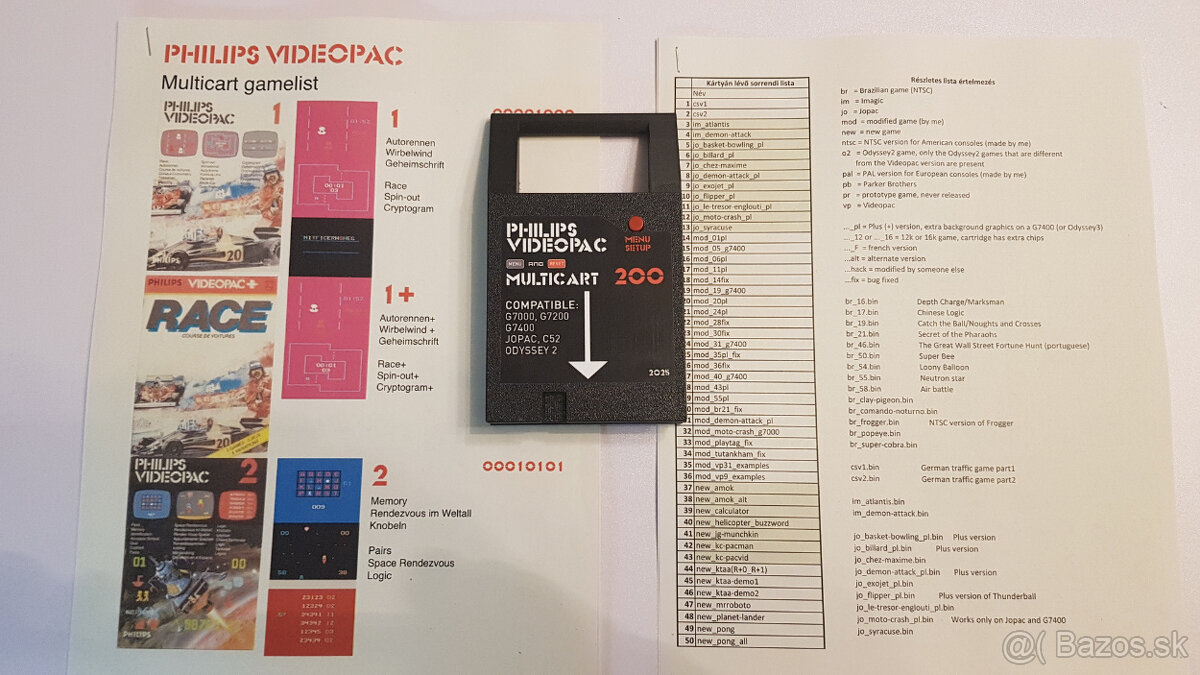 PHILIPS VIDEOPAC
Multicart gamelist
PHILIPS
VIDEOPAC
1
PHILIPS
1
Autorennen
Wirbelwind
Geheimschrift
Race
Spin-out
Cryptogram
PHILIPS VIDEOPAC+
RACE
COURSE DE VOITURES
20
1+
Autorennen+
Wirbelwind +
Geheimschrift
Race+
Spin-out+
Cryptogram+
PHILIPS
VIDEOPAC
2
01
00
PHILIPS
00010101
2
Memory
Rendezvous im Weltall
Knobeln
Pairs
Space Rendezvous
Logic
PHILIPS
VIDEOPAC
MENU
SETUP
MENU AND RESET
MULTICART 200
COMPATIBLE:
G7000, G7200
G7400
JOPAC, C52
ODYSSEY 2
2025
Kártyán lévő sorrendi lista
Név
1 csv1
2 csv2
3 im_atlantis
4 im_demon-attack
5 jo_basket-bowling_pl
6 jo_billard_pl
7 jo_chez-maxime
8 jo_demon-attack_pl
9 jo_exojet_pl
10 jo_flipper_pl
11 jo_le-tresor-englouti_pl
12 jo_moto-crash_pl
13 jo_syracuse
14 mod_01pl
15 mod_05_g7400
16 mod_06pl
17 mod_11pl
18 mod_14fix
19 mod_19_g7400
20 mod_20pl
21 mod_24pl
22 mod_28fix
23 mod_30fix
24 mod_31_g7400
25 mod_35pl_fix
26 mod_36fix
27 mod_40_g7400
28 mod_43pl
29 mod_55pl
30 mod_br21_fix
31 mod_demon-attack_pl
32 mod_moto-crash_g7000
33 mod_playtag_fix
34 mod_tutankham_fix
35 mod_vp31_examples
36 mod_vp9_examples
37 new_amok
38 new_amok_alt
39 new_calculator
40 new_helicopter_buzzword
41 new_jg-munchkin
42 new_kc-pacman
43 new_kc-pacvid
44 new_ktaa(R+0_R+1)
45 new_ktaa-demo1
46 new_ktaa-demo2
47 new_mrroboto
48 new_planet-lander
49 new_pong
50 new_pong_all
Részletes lista értelmezés
br = Brazilian game (NTSC)
im = Imagic
jo = Jopac
mod = modified game (by me)
new = new game
ntsc = NTSC version for American consoles (made by me)
o2 = Odyssey2 game, only the Odyssey2 games that are different
from the Videopac version are present
pal = PAL version for European consoles (made by me)
pb = Parker Brothers
pr = prototype game, never released
vp = Videopac
..._pl = Plus (+) version, extra background graphics on a G7400 (or Odyssey3)
..._12 or ..._16 = 12k or 16k game, cartridge has extra chips
..._F = french version
...alt = alternate version
...hack = modified by someone else
...fix = bug fixed
br_16.bin Depth Charge/Marksman
br_17.bin Chinese Logic
br_19.bin Catch the Ball/Noughts and Crosses
br_21.bin Secret of the Pharaohs
br_46.bin The Great Wall Street Fortune Hunt (portuguese)
br_50.bin Super Bee
br_54.bin Loony Balloon
br_55.bin Neutron star
br_58.bin Air battle
br_clay-pigeon.bin
br_comando-noturno.bin
br_frogger.bin NTSC version of Frogger
br_popeye.bin
br_super-cobra.bin
csv1.bin German traffic game part1
csv2.bin German traffic game part2
im_atlantis.bin
im_demon-attack.bin
jo_basket-bowling_pl.bin Plus version
jo_billard_pl.bin Plus version
jo_chez-maxime.bin
jo_demon-attack_pl.bin Plus version
jo_exojet_pl.bin
jo_flipper_pl.bin Plus version of Thunderball
jo_le-tresor-englouti_pl.bin
jo_moto-crash_pl.bin Works only on Jopac and G7400
jo_syracuse.bin
@( Bazos.sk